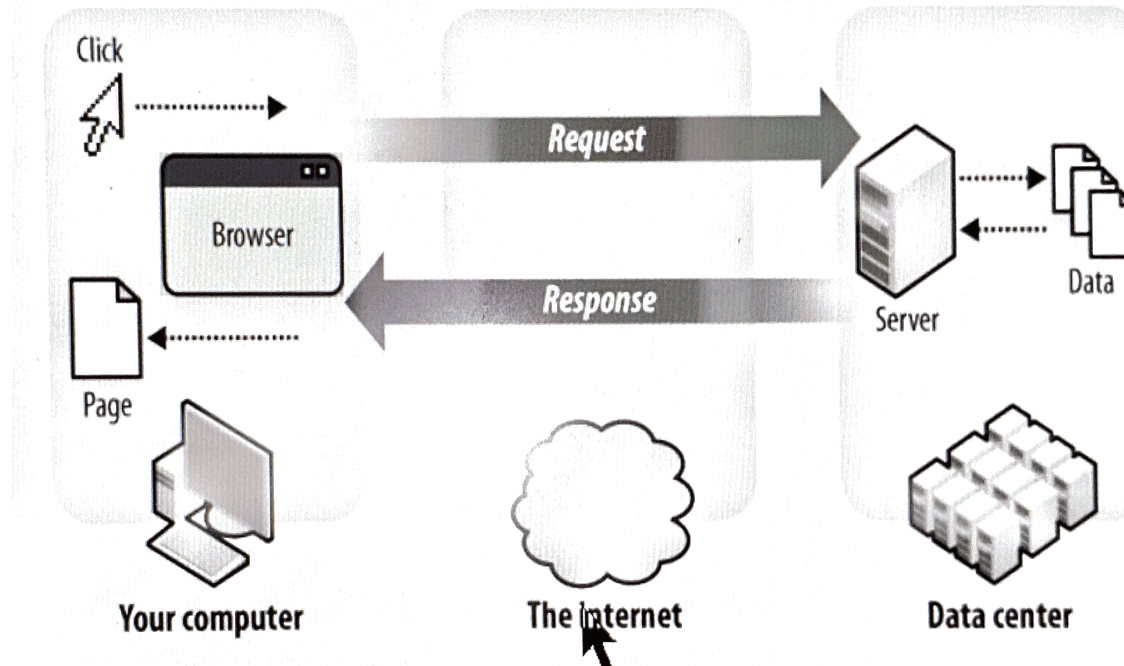 Click
Request
Browser
Response
Data
Server
Page
Your computer
The Internet
Data center